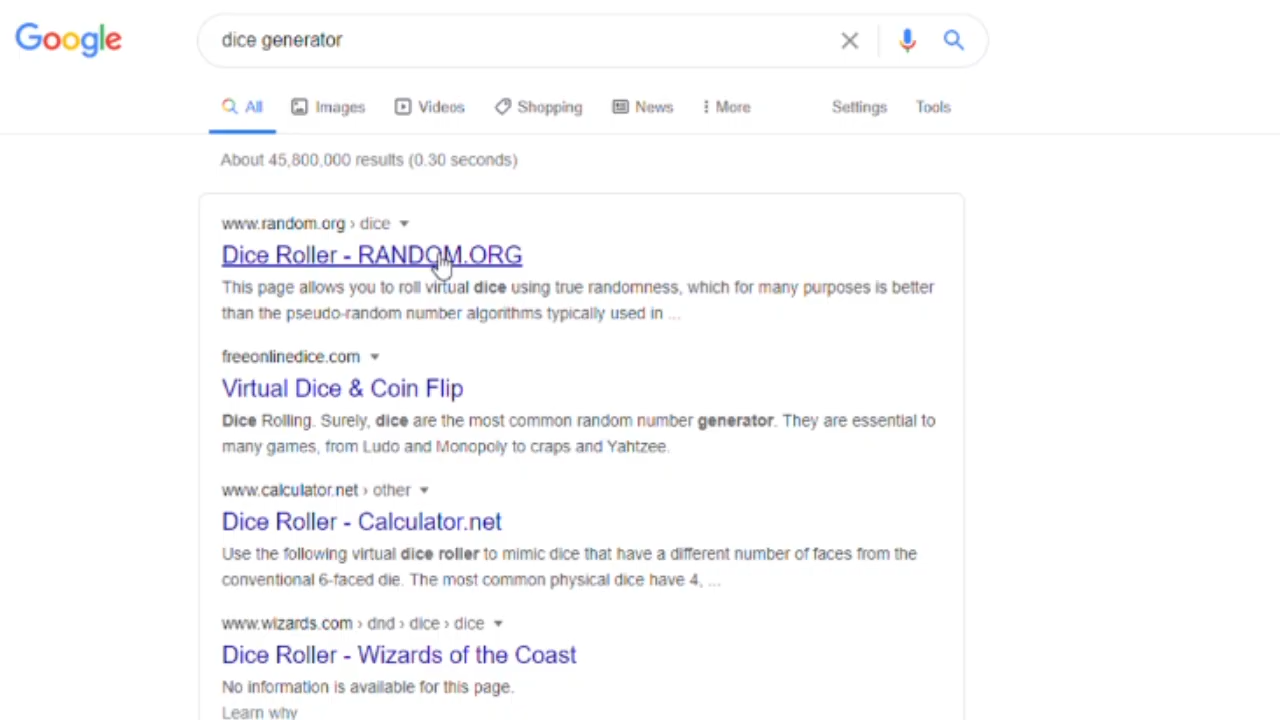 Google
dice generator
All Images Videos Shopping News More Settings Tools
About 45,800,000 results (0.30 seconds)
www.random.org › dice
Dice Roller - RANDOM.ORG
This page allows you to roll virtual dice using true randomness, which for many purposes is better
than the pseudo-random number algorithms typically used in ...
freeonlinedice.com
Virtual Dice & Coin Flip
Dice Rolling. Surely, dice are the most common random number generator. They are essential to
many games, from Ludo and Monopoly to craps and Yahtzee.
www.calculator.net › other
Dice Roller - Calculator.net
Use the following virtual dice roller to mimic dice that have a different number of faces from the
conventional 6-faced die. The most common physical dice have 4, ...
www.wizards.com › dnd › dice › dice
Dice Roller - Wizards of the Coast
No information is available for this page.
Learn why